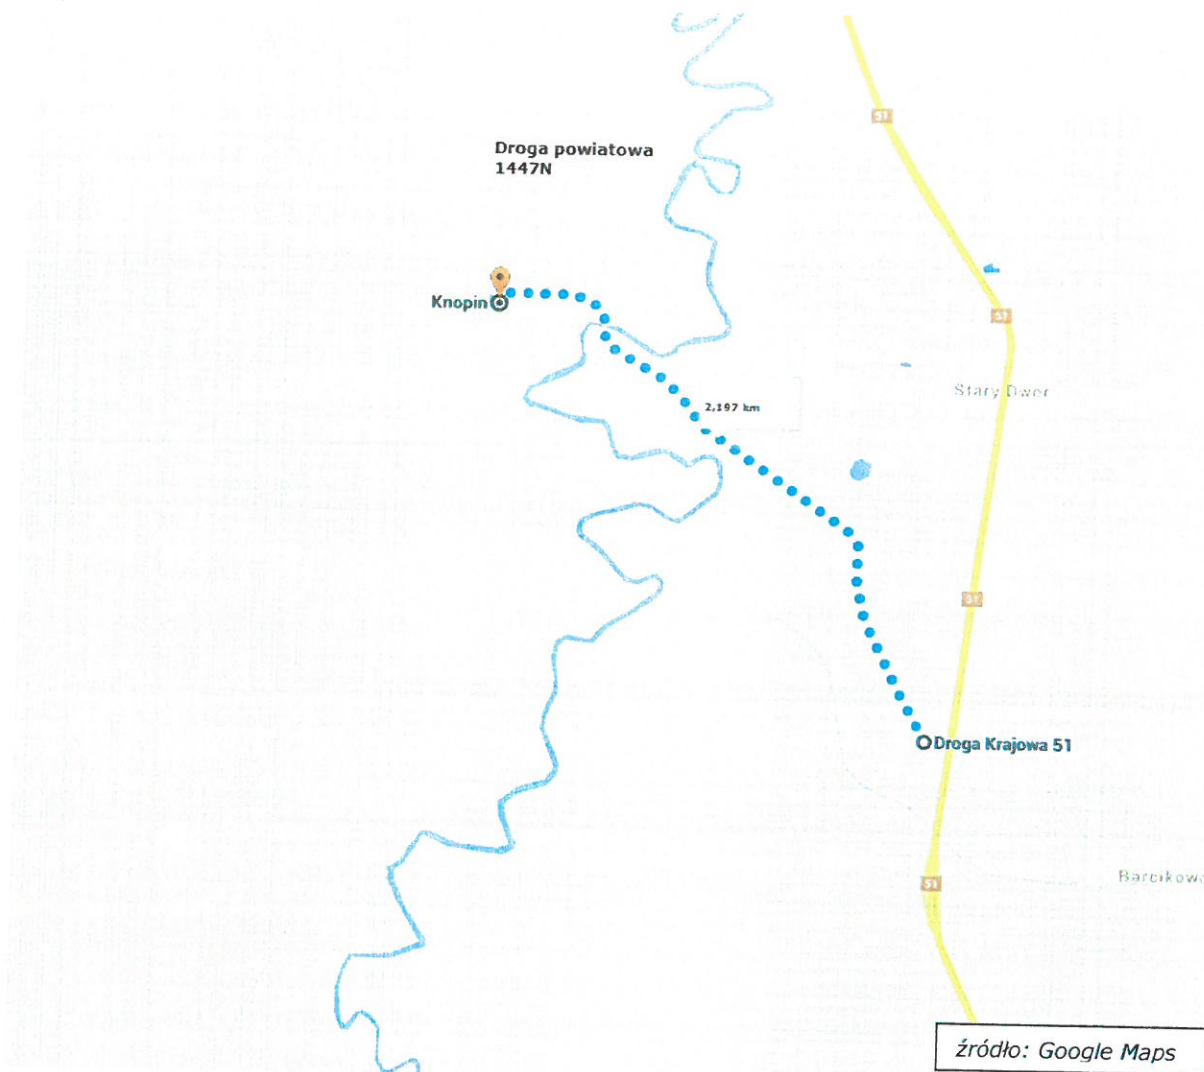 51
Droga powiatowa
1447N
Knopin
51
Stary Dwór
2,197 km
51
Droga Krajowa 51
Barcikowo
51
źródło: Google Maps